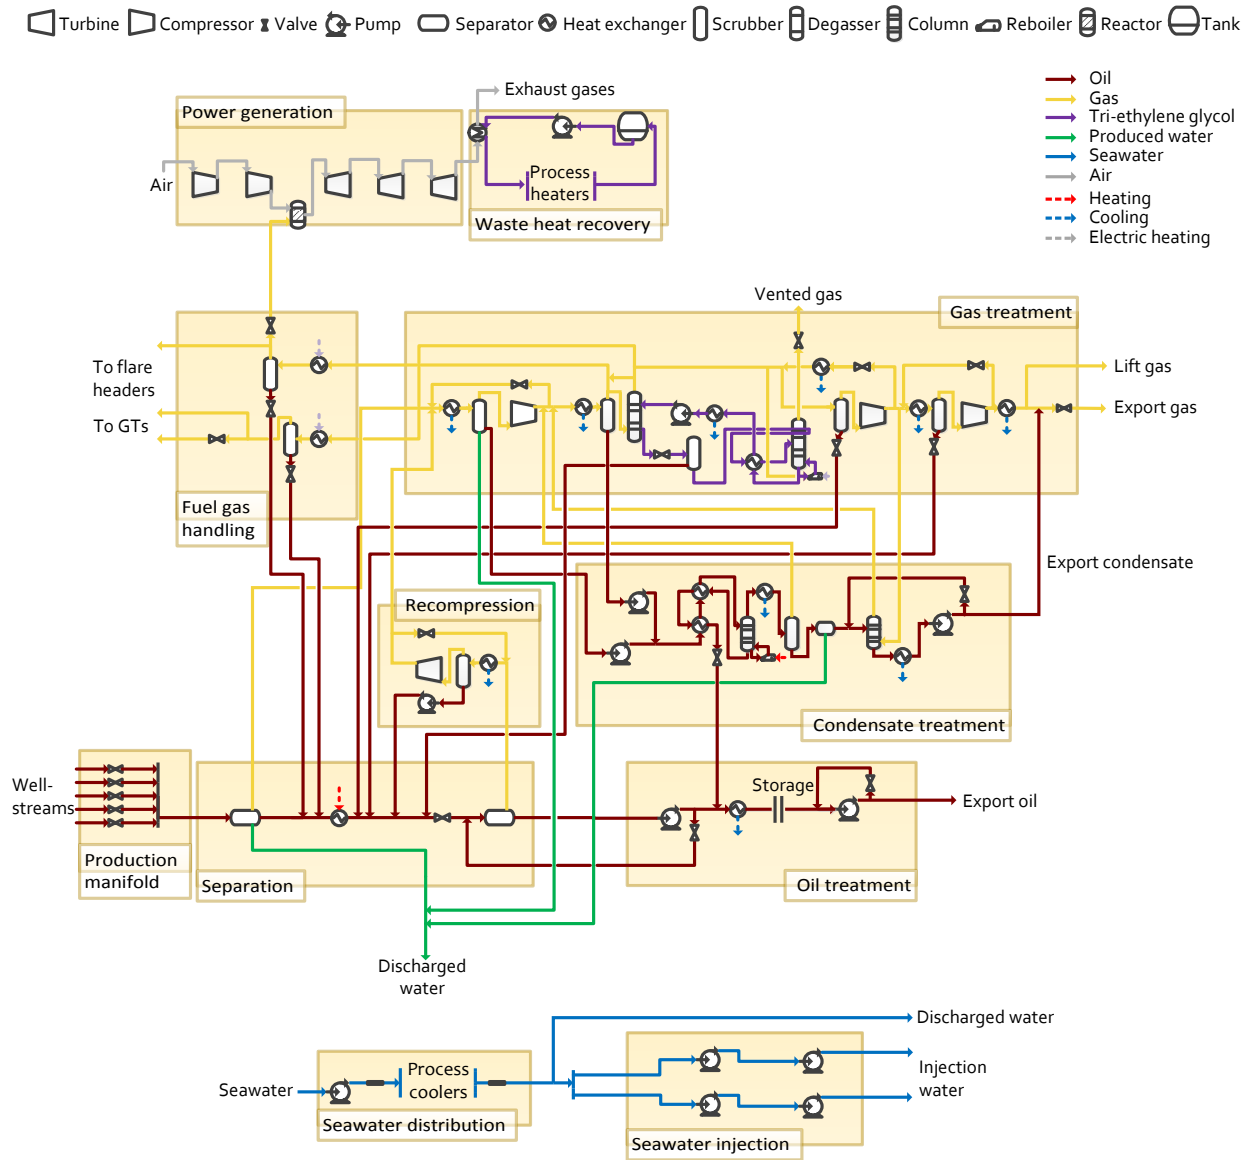 Turbine Compressor Valve Pump Separator Heat exchanger Scrubber Degasser Column Reboiler Reactor Tank
Oil
Gas
Tri-ethylene glycol
Produced water
Seawater
Air
Heating
Cooling
Electric heating
Exhaust gases
Power generation
Air
Process
heaters
Waste heat recovery
Vented gas
Gas treatment
To flare
headers
To GTs
Lift gas
Export gas
Fuel gas
handling
Export condensate
Recompression
Condensate treatment
Well-
streams
Storage
Export oil
Production
manifold
Separation
Oil treatment
Discharged
water
Discharged water
Seawater
Process
coolers
Injection
water
Seawater distribution
Seawater injection